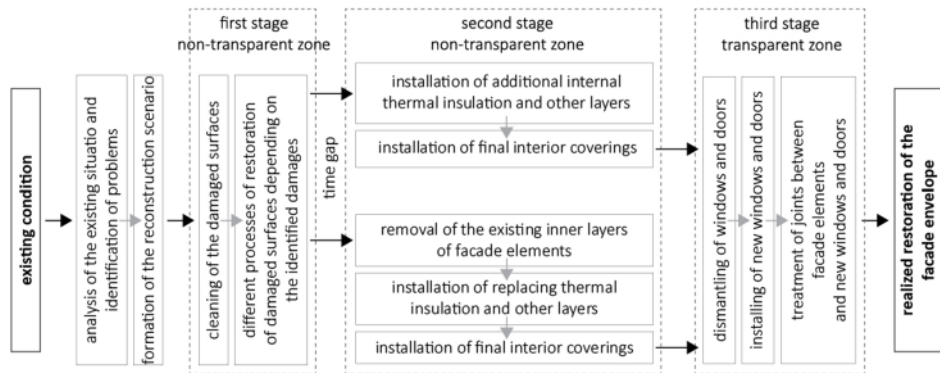 existing condition
analysis of the existing situatio and
identification of problems
formation of the reconstruction scenario
first stage
non-transparent zone
cleaning of the damaged surfaces
different processes of restoration
of damaged surfaces depending on
the identified damages
time gap
second stage
non-transparent zone
installation of additional internal
thermal insulation and other layers
installation of final interior coverings
removal of the existing inner layers
of facade elements
installation of replacing thermal
insulation and other layers
installation of final interior coverings
third stage
transparent zone
dismantling of windows and doors
installing of new windows and doors
treatment of joints between
facade elements
and new windows and doors
realized restoration of the
facade envelope